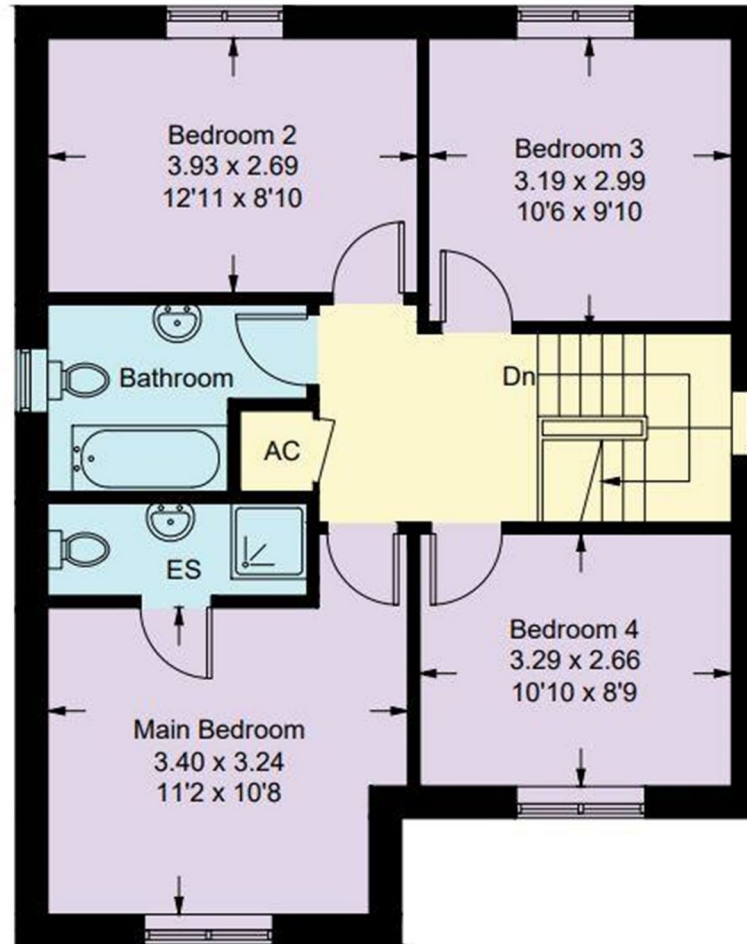 Bedroom 2
3.93 x 2.69
12'11 x 8'10
Bedroom 3
3.19 x 2.99
10'6 x 9'10
Bathroom
Dn
AC
ES
Bedroom 4
3.29 x 2.66
10'10 x 8'9
Main Bedroom
3.40 x 3.24
11'2 x 10'8